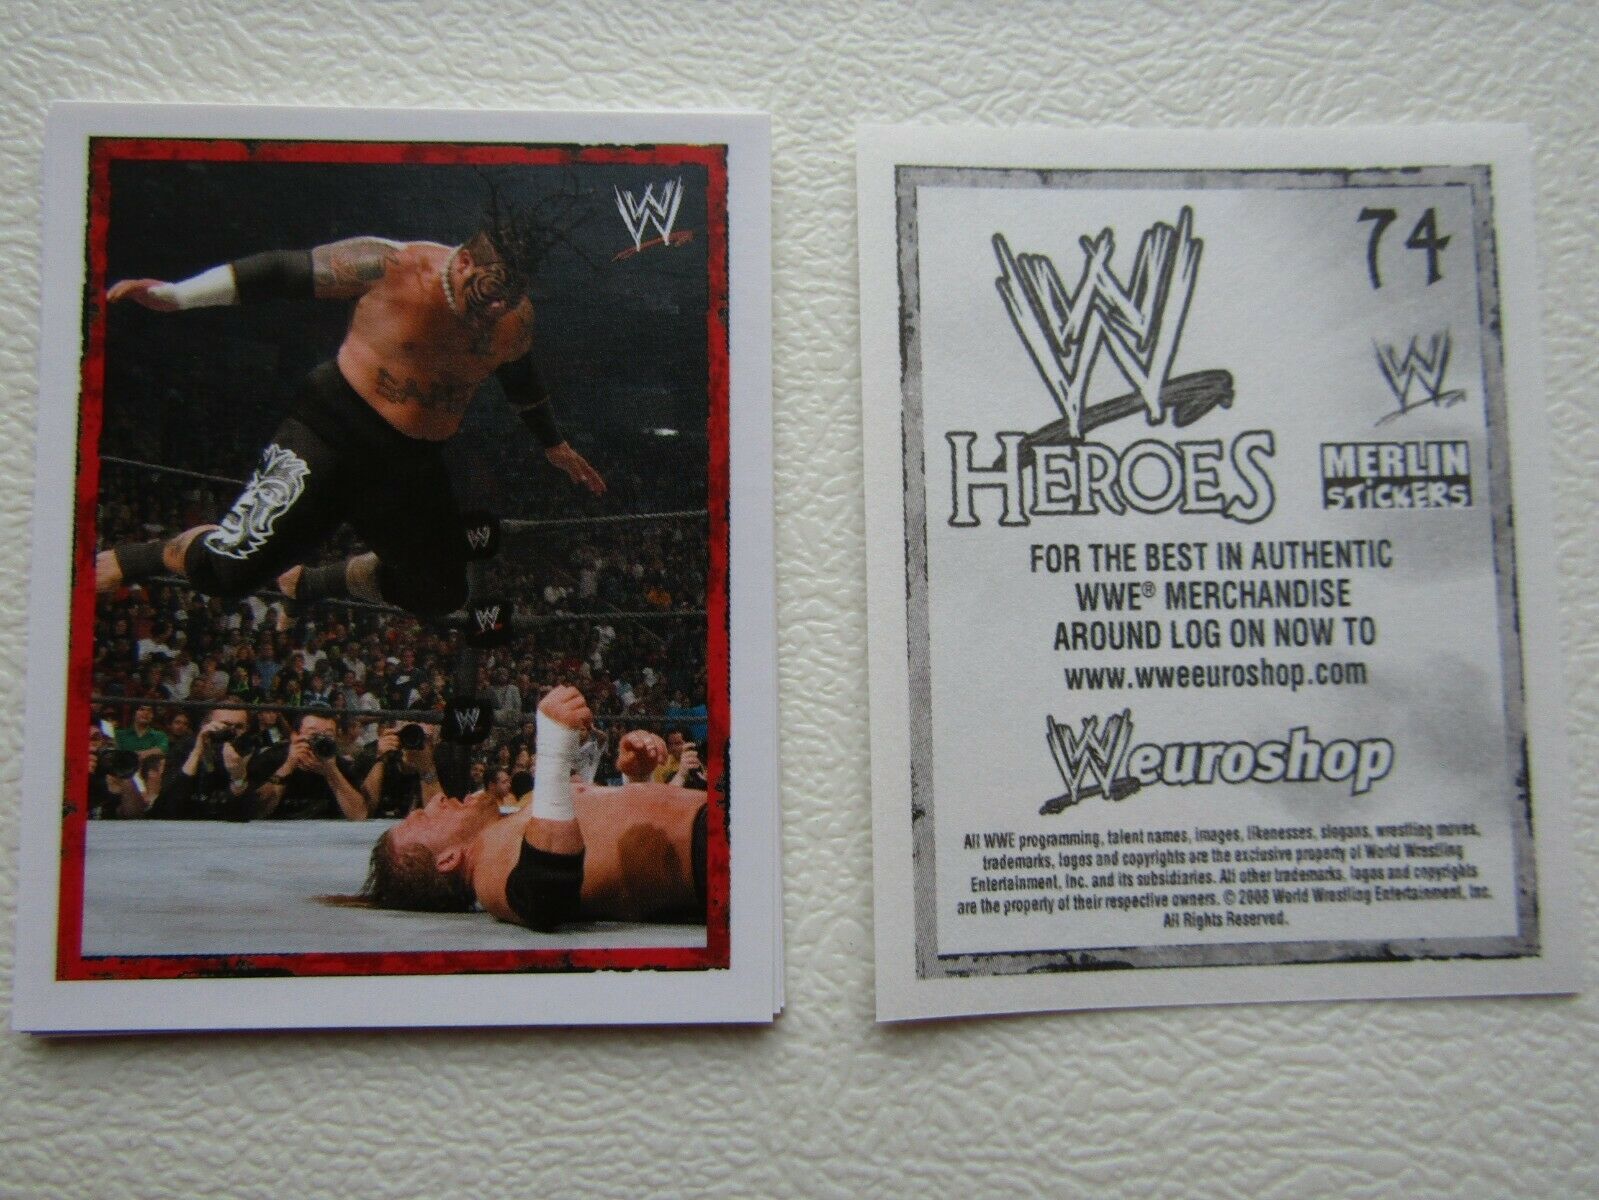 W
SAMOA
W
W
W
74
W
HEROES
W
MERLIN
STiCKERS
FOR THE BEST IN AUTHENTIC
WWE® MERCHANDISE
AROUND LOG ON NOW TO
www.wweeuroshop.com
W euroshop
All WWE programming, talent names, images, likenesses, slogans, wrestling moves,
trademarks, logos and copyrights are the exclusive property of World Wrestling
Entertainment, Inc. and its subsidiaries. All other trademarks, logos and copyrights
are the property of their respective owners. © 2008 World Wrestling Entertainment, Inc.
All Rights Reserved.